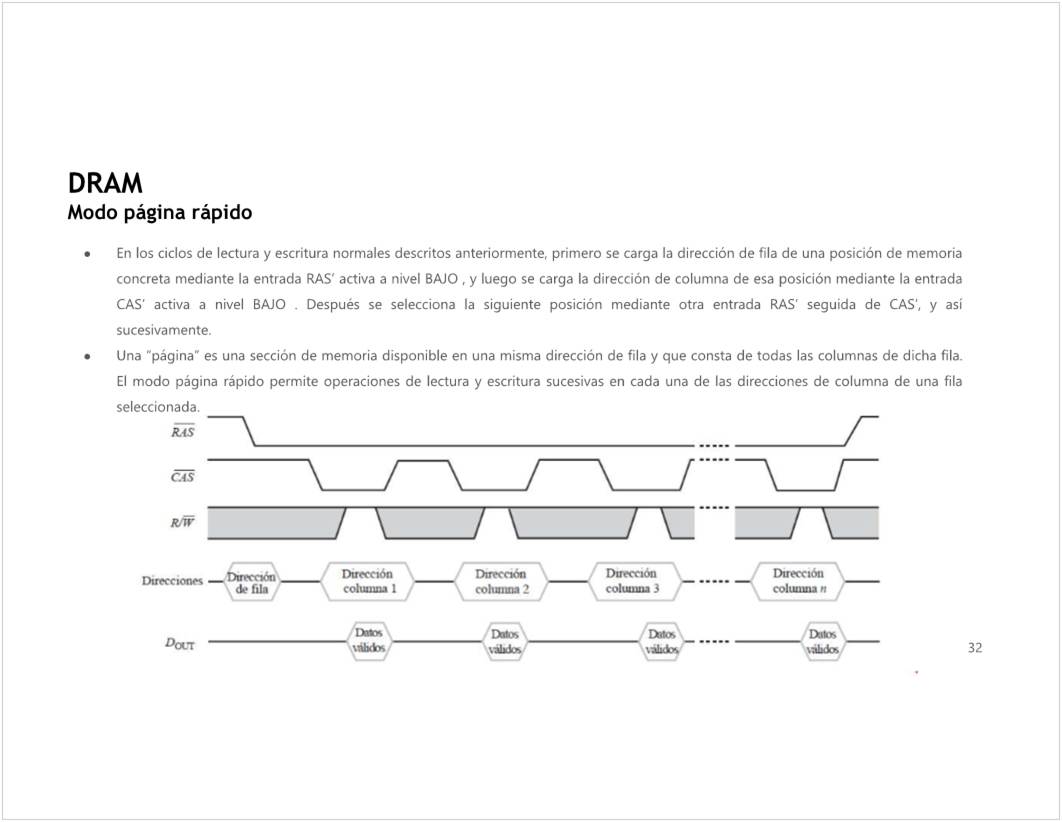 DRAM
Modo página rápido
● En los ciclos de lectura y escritura normales descritos anteriormente, primero se carga la dirección de fila de una posición de memoria
concreta mediante la entrada RAS’ activa a nivel BAJO , y luego se carga la dirección de columna de esa posición mediante la entrada
CAS’ activa a nivel BAJO . Después se selecciona la siguiente posición mediante otra entrada RAS’ seguida de CAS’, y así
sucesivamente.
● Una “página” es una sección de memoria disponible en una misma dirección de fila y que consta de todas las columnas de dicha fila.
El modo página rápido permite operaciones de lectura y escritura sucesivas en cada una de las direcciones de columna de una fila
seleccionada.
R̅A̅S̅
C̅A̅S̅
R/W̅
Direcciones
Dirección
de fila
Dirección
columna 1
Dirección
columna 2
Dirección
columna 3
Dirección
columna n
DOUT
Datos
válidos
Datos
válidos
Datos
válidos
Datos
válidos
32